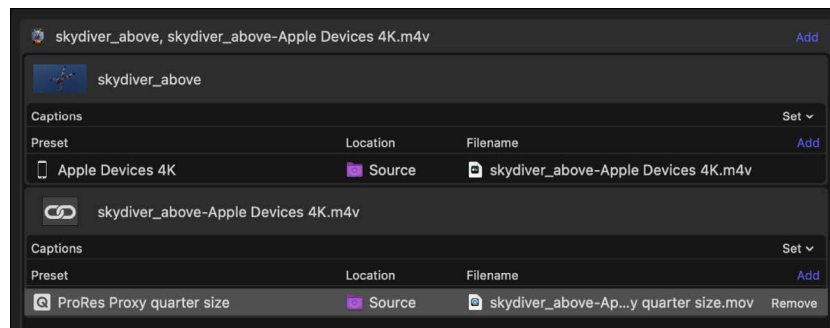 skydiver_above, skydiver_above-Apple Devices 4K.m4v Add
skydiver_above
Captions Set
Preset Location Filename Add
Apple Devices 4K Source skydiver_above-Apple Devices 4K.m4v
skydiver_above-Apple Devices 4K.m4v
Captions Set
Preset Location Filename Add
ProRes Proxy quarter size Source skydiver_above-Ap...y quarter size.mov Remove